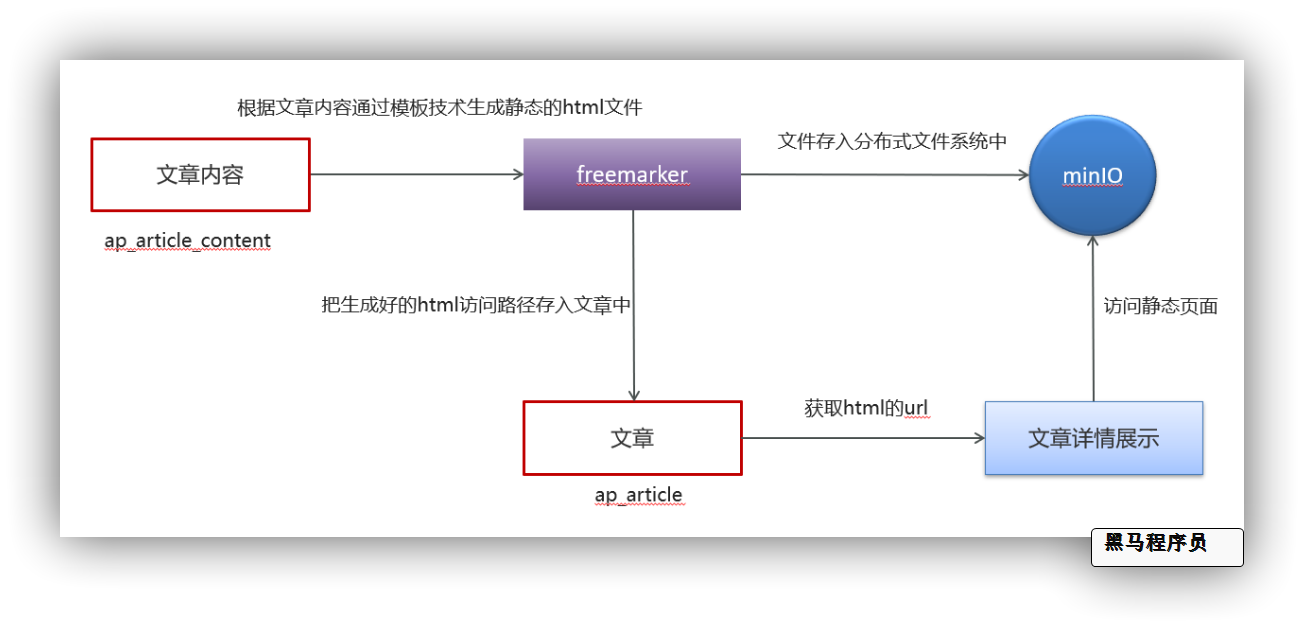 根据文章内容通过模板技术生成静态的html文件
文件存入分布式文件系统中
文章内容
freemarker
minIO
ap_article_content
把生成好的html访问路径存入文章中
访问静态页面
获取html的url
文章
文章详情展示
ap_article
黑马程序员